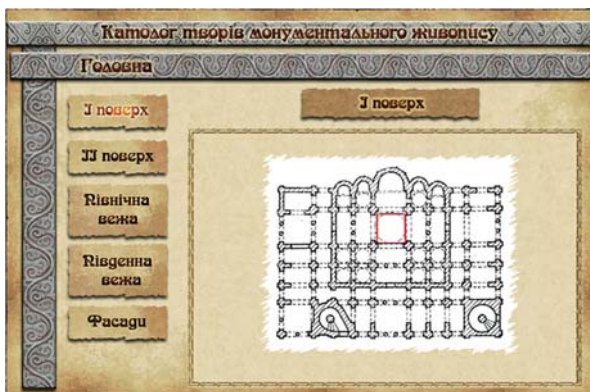 Католог творів монументального живопису
Головна
I поверх
I поверх
II поверх
Північна
вежа
Південна
вежа
Фасади